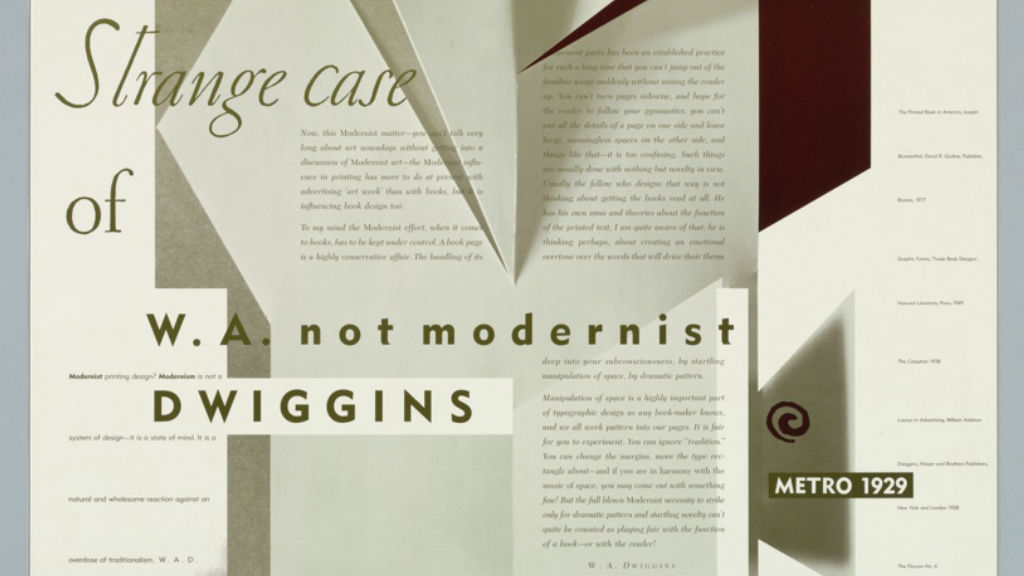 Strange case
of
W. A. not modernist
DWIGGINS
Now, this Modernist matter—you can't talk very
long about art nowadays without getting into a
discussion of Modernist art—the Modernist influ-
ence in printing has more to do at present with
advertising 'art work' than with books, but it is
influencing book design too.
To my mind the Modernist effort, when it comes
to books, has to be kept under control. A book page
is a highly conservative affair. The handling of its
parts has been an established practice
for such a long time that you can't jump out of the
familiar usage suddenly without mixing the reader
up. You can't turn pages sidewise, and hope for
the reader to follow your gymnastics; you can't
put all the details of a page on one side and leave
large, meaningless spaces on the other side, and
things like that—it is too confusing. Such things
are usually done with nothing but novelty in view.
Usually the fellow who designs that way is not
thinking about getting the books read at all. He
has his own aims and theories about the function
of the printed text, I am quite aware of that; he is
thinking perhaps, about creating an emotional
overtone over the words that will drive their theme
deep into your subconsciousness, by startling
manipulation of space, by dramatic pattern.
Manipulation of space is a highly important part
of typographic design as any book-maker knows,
and we all work pattern into our pages. It is fair
for you to experiment. You can ignore "tradition."
You can change the margins, move the type rec-
tangle about—and if you are in harmony with the
music of space, you may come out with something
fine! But the full blown Modernist necessity to strike
only for dramatic pattern and startling novelty can't
quite be counted as playing fair with the function
of a book—or with the reader!
W. A. DWIGGINS
Modernist printing design? Modernism is not a
system of design—it is a state of mind. It is a
natural and wholesome reaction against an
overdose of traditionalism. W. A. D.
METRO 1929
The Printed Book in America, Joseph
Blumenthal, David R. Godine, Publisher,
Boston, 1977
Graphic Forms, 'Trade Book Design',
Harvard University Press 1949
The Colophon 1938
Layout in Advertising, William Addison
Dwiggins, Harper and Brothers Publishers,
New York and London 1928
The Fleuron No. 6